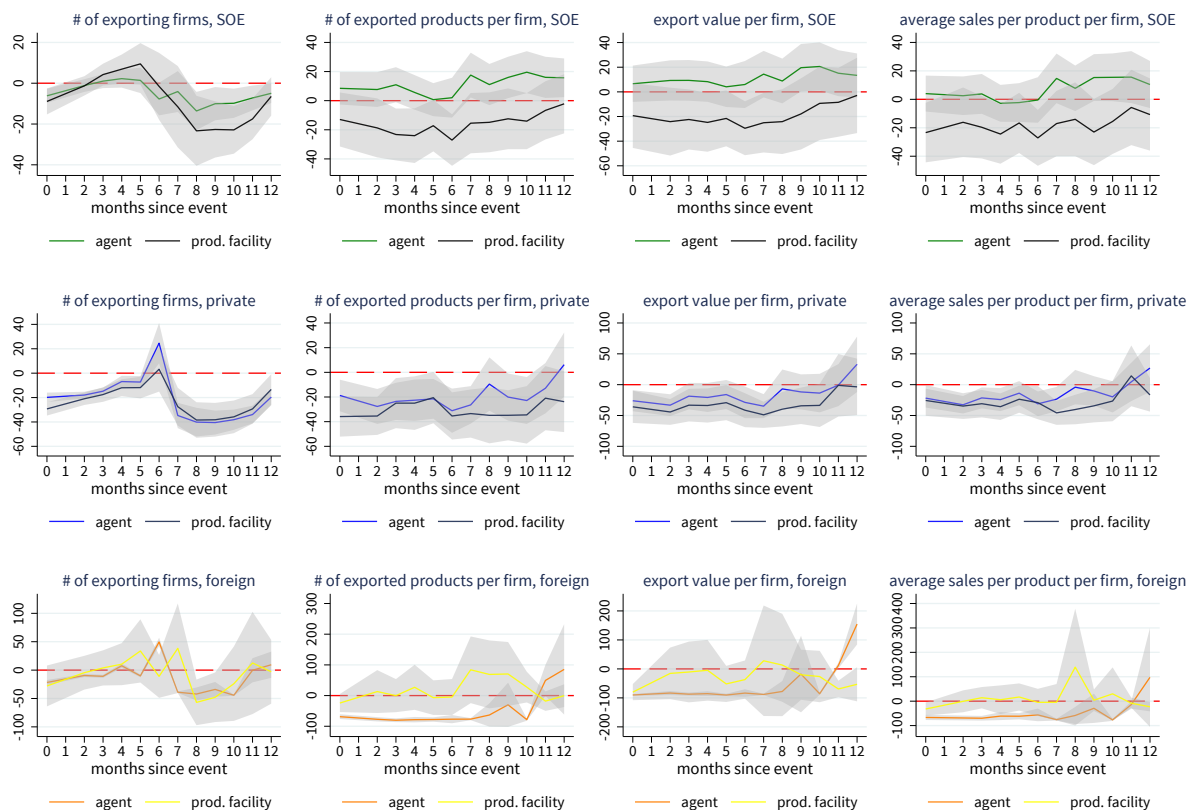 # of exporting firms, SOE
20
0
-20
-40
0 1 2 3 4 5 6 7 8 9 10 11 12
months since event
agent prod. facility
# of exported products per firm, SOE
40
20
0
-20
-40
0 1 2 3 4 5 6 7 8 9 10 11 12
months since event
agent prod. facility
export value per firm, SOE
40
20
0
-20
-40
-60
0 1 2 3 4 5 6 7 8 9 10 11 12
months since event
agent prod. facility
average sales per product per firm, SOE
40
20
0
-20
-40
0 1 2 3 4 5 6 7 8 9 10 11 12
months since event
agent prod. facility
# of exporting firms, private
40
20
0
-20
-40
-60
0 1 2 3 4 5 6 7 8 9 10 11 12
months since event
agent prod. facility
# of exported products per firm, private
40
20
0
-20
-40
-60
0 1 2 3 4 5 6 7 8 9 10 11 12
months since event
agent prod. facility
export value per firm, private
100
50
0
-50
-100
0 1 2 3 4 5 6 7 8 9 10 11 12
months since event
agent prod. facility
average sales per product per firm, private
100
50
0
-50
-100
0 1 2 3 4 5 6 7 8 9 10 11 12
months since event
agent prod. facility
# of exporting firms, foreign
100
50
0
-50
-100
0 1 2 3 4 5 6 7 8 9 10 11 12
months since event
agent prod. facility
# of exported products per firm, foreign
300
200
100
0
-100
0 1 2 3 4 5 6 7 8 9 10 11 12
months since event
agent prod. facility
export value per firm, foreign
200
100
0
-100
-200
0 1 2 3 4 5 6 7 8 9 10 11 12
months since event
agent prod. facility
average sales per product per firm, foreign
400
300
200
100
0
-100
0 1 2 3 4 5 6 7 8 9 10 11 12
months since event
agent prod. facility